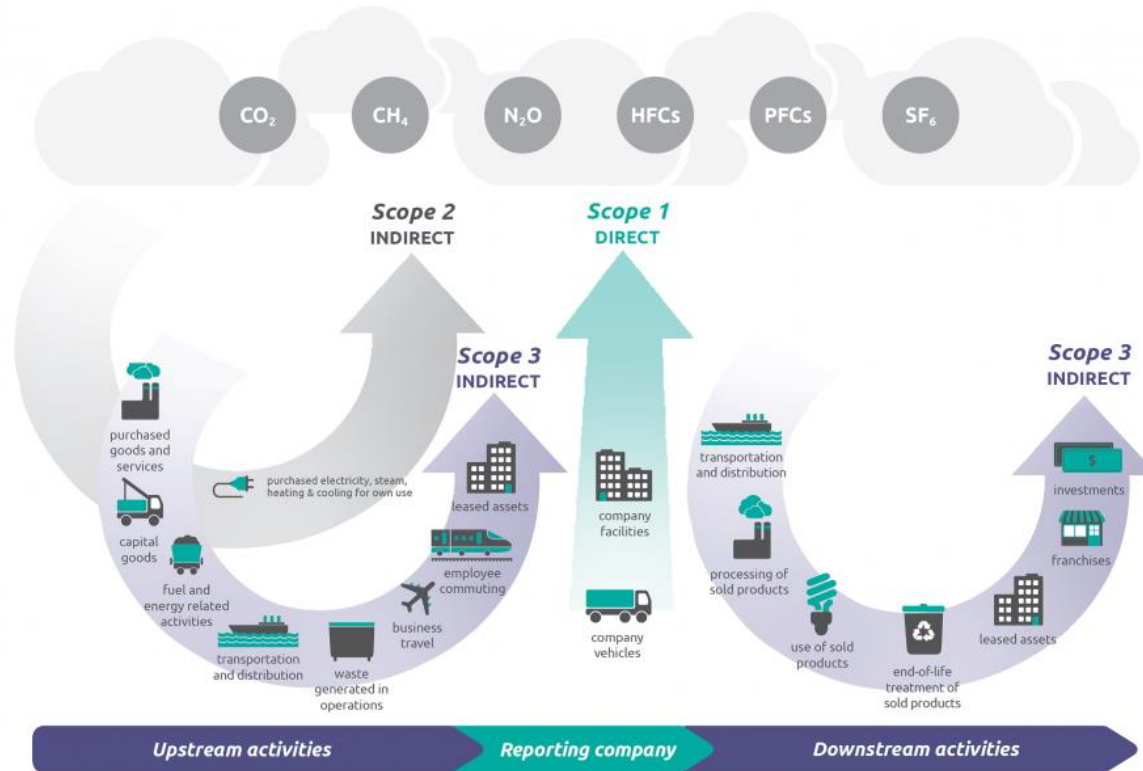 CO₂
CH₄
N₂O
HFCs
PFCs
SF₆
Scope 2
INDIRECT
Scope 1
DIRECT
Scope 3
INDIRECT
Scope 3
INDIRECT
purchased
goods and
services
capital
goods
fuel and
energy related
activities
transportation
and distribution
waste
generated in
operations
business
travel
employee
commuting
leased assets
purchased electricity, steam,
heating & cooling for own use
company
facilities
company
vehicles
transportation
and distribution
processing of
sold products
use of sold
products
end-of-life
treatment of
sold products
leased assets
franchises
$
investments
Upstream activities
Reporting company
Downstream activities